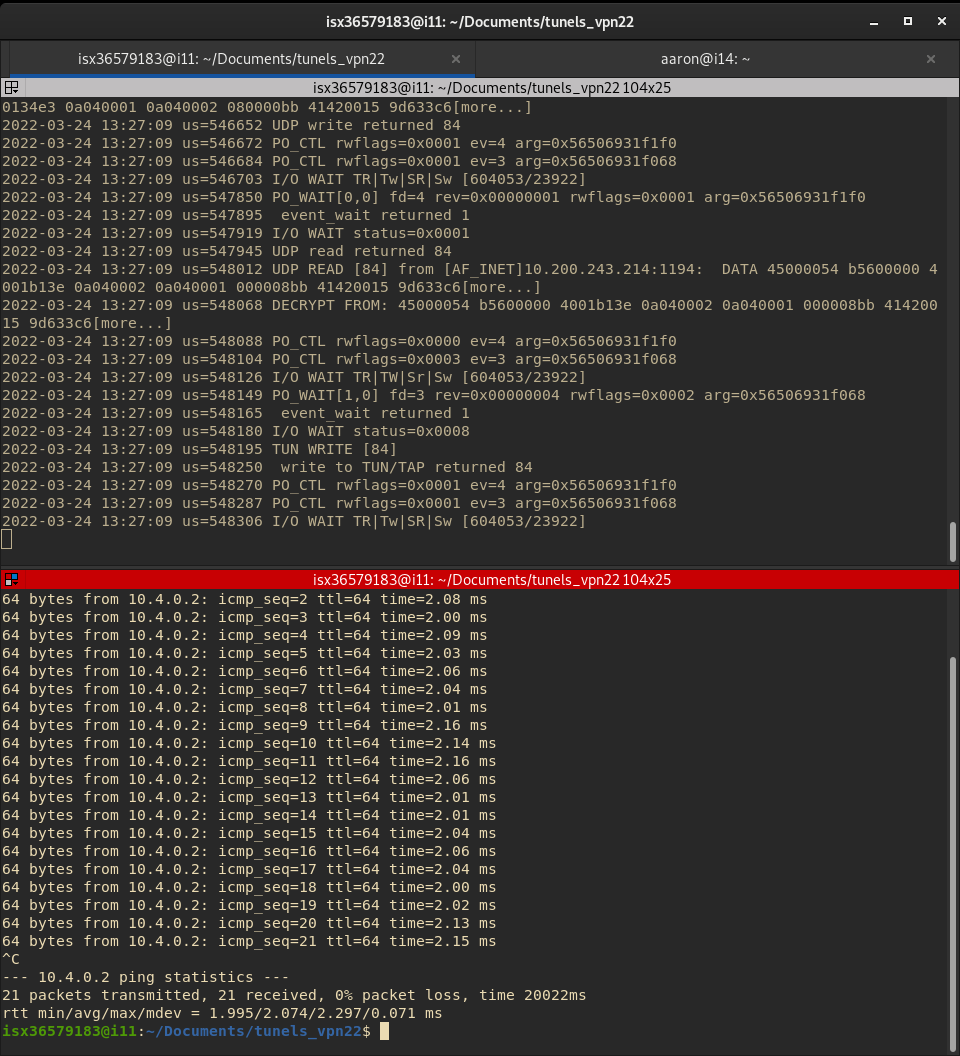 isx36579183@i11: ~/Documents/tunels_vpn22
isx36579183@i11: ~/Documents/tunels_vpn22
aaron@i14: ~
isx36579183@i11: ~/Documents/tunels_vpn22 104x25
0134e3 0a040001 0a040002 080000bb 41420015 9d633c6[more...]
2022-03-24 13:27:09 us=546652 UDP write returned 84
2022-03-24 13:27:09 us=546672 PO_CTL rwflags=0x0001 ev=4 arg=0x56506931f1f0
2022-03-24 13:27:09 us=546684 PO_CTL rwflags=0x0001 ev=3 arg=0x56506931f068
2022-03-24 13:27:09 us=546703 I/O WAIT TR|Tw|SR|Sw [604053/23922]
2022-03-24 13:27:09 us=547850 PO_WAIT[0,0] fd=4 rev=0x00000001 rwflags=0x0001 arg=0x56506931f1f0
2022-03-24 13:27:09 us=547895  event_wait returned 1
2022-03-24 13:27:09 us=547919 I/O WAIT status=0x0001
2022-03-24 13:27:09 us=547945 UDP read returned 84
2022-03-24 13:27:09 us=548012 UDP READ [84] from [AF_INET]10.200.243.214:1194:  DATA 45000054 b5600000 4
001b13e 0a040002 0a040001 000008bb 41420015 9d633c6[more...]
2022-03-24 13:27:09 us=548068 DECRYPT FROM: 45000054 b5600000 4001b13e 0a040002 0a040001 000008bb 414200
15 9d633c6[more...]
2022-03-24 13:27:09 us=548088 PO_CTL rwflags=0x0000 ev=4 arg=0x56506931f1f0
2022-03-24 13:27:09 us=548104 PO_CTL rwflags=0x0003 ev=3 arg=0x56506931f068
2022-03-24 13:27:09 us=548126 I/O WAIT TR|TW|Sr|Sw [604053/23922]
2022-03-24 13:27:09 us=548149 PO_WAIT[1,0] fd=3 rev=0x00000004 rwflags=0x0002 arg=0x56506931f068
2022-03-24 13:27:09 us=548165  event_wait returned 1
2022-03-24 13:27:09 us=548180 I/O WAIT status=0x0008
2022-03-24 13:27:09 us=548195 TUN WRITE [84]
2022-03-24 13:27:09 us=548250  write to TUN/TAP returned 84
2022-03-24 13:27:09 us=548270 PO_CTL rwflags=0x0001 ev=4 arg=0x56506931f1f0
2022-03-24 13:27:09 us=548287 PO_CTL rwflags=0x0001 ev=3 arg=0x56506931f068
2022-03-24 13:27:09 us=548306 I/O WAIT TR|Tw|SR|Sw [604053/23922]
isx36579183@i11: ~/Documents/tunels_vpn22 104x25
64 bytes from 10.4.0.2: icmp_seq=2 ttl=64 time=2.08 ms
64 bytes from 10.4.0.2: icmp_seq=3 ttl=64 time=2.00 ms
64 bytes from 10.4.0.2: icmp_seq=4 ttl=64 time=2.09 ms
64 bytes from 10.4.0.2: icmp_seq=5 ttl=64 time=2.03 ms
64 bytes from 10.4.0.2: icmp_seq=6 ttl=64 time=2.06 ms
64 bytes from 10.4.0.2: icmp_seq=7 ttl=64 time=2.04 ms
64 bytes from 10.4.0.2: icmp_seq=8 ttl=64 time=2.01 ms
64 bytes from 10.4.0.2: icmp_seq=9 ttl=64 time=2.16 ms
64 bytes from 10.4.0.2: icmp_seq=10 ttl=64 time=2.14 ms
64 bytes from 10.4.0.2: icmp_seq=11 ttl=64 time=2.16 ms
64 bytes from 10.4.0.2: icmp_seq=12 ttl=64 time=2.06 ms
64 bytes from 10.4.0.2: icmp_seq=13 ttl=64 time=2.01 ms
64 bytes from 10.4.0.2: icmp_seq=14 ttl=64 time=2.01 ms
64 bytes from 10.4.0.2: icmp_seq=15 ttl=64 time=2.04 ms
64 bytes from 10.4.0.2: icmp_seq=16 ttl=64 time=2.06 ms
64 bytes from 10.4.0.2: icmp_seq=17 ttl=64 time=2.04 ms
64 bytes from 10.4.0.2: icmp_seq=18 ttl=64 time=2.00 ms
64 bytes from 10.4.0.2: icmp_seq=19 ttl=64 time=2.02 ms
64 bytes from 10.4.0.2: icmp_seq=20 ttl=64 time=2.13 ms
64 bytes from 10.4.0.2: icmp_seq=21 ttl=64 time=2.15 ms
^C
--- 10.4.0.2 ping statistics ---
21 packets transmitted, 21 received, 0% packet loss, time 20022ms
rtt min/avg/max/mdev = 1.995/2.074/2.297/0.071 ms
isx36579183@i11:~/Documents/tunels_vpn22$